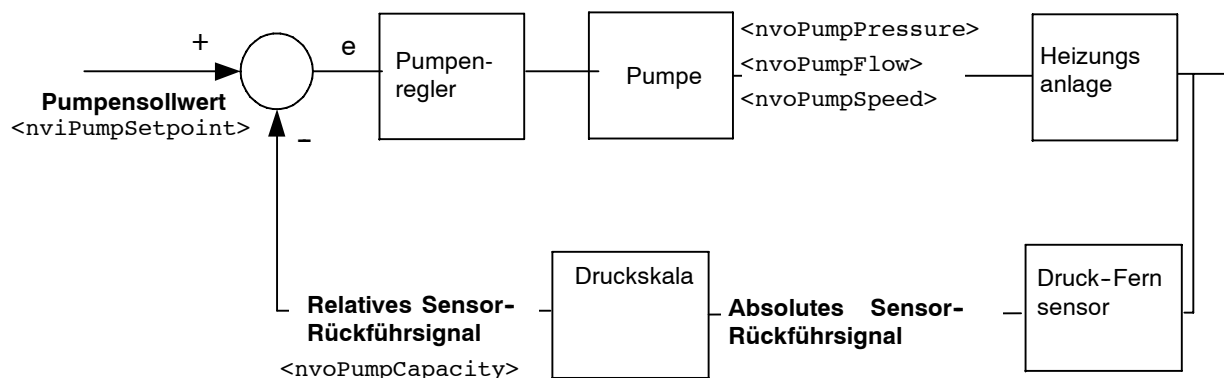 +
e
Pumpen-
regler
Pumpe
<nvoPumpPressure>
<nvoPumpFlow>
<nvoPumpSpeed>
Heizungs
anlage
Pumpensollwert
<nviPumpSetpoint>
-
Relatives Sensor-
Rückführsignal
<nvoPumpCapacity>
Druckskala
Absolutes Sensor-
Rückführsignal
Druck-Fern
sensor